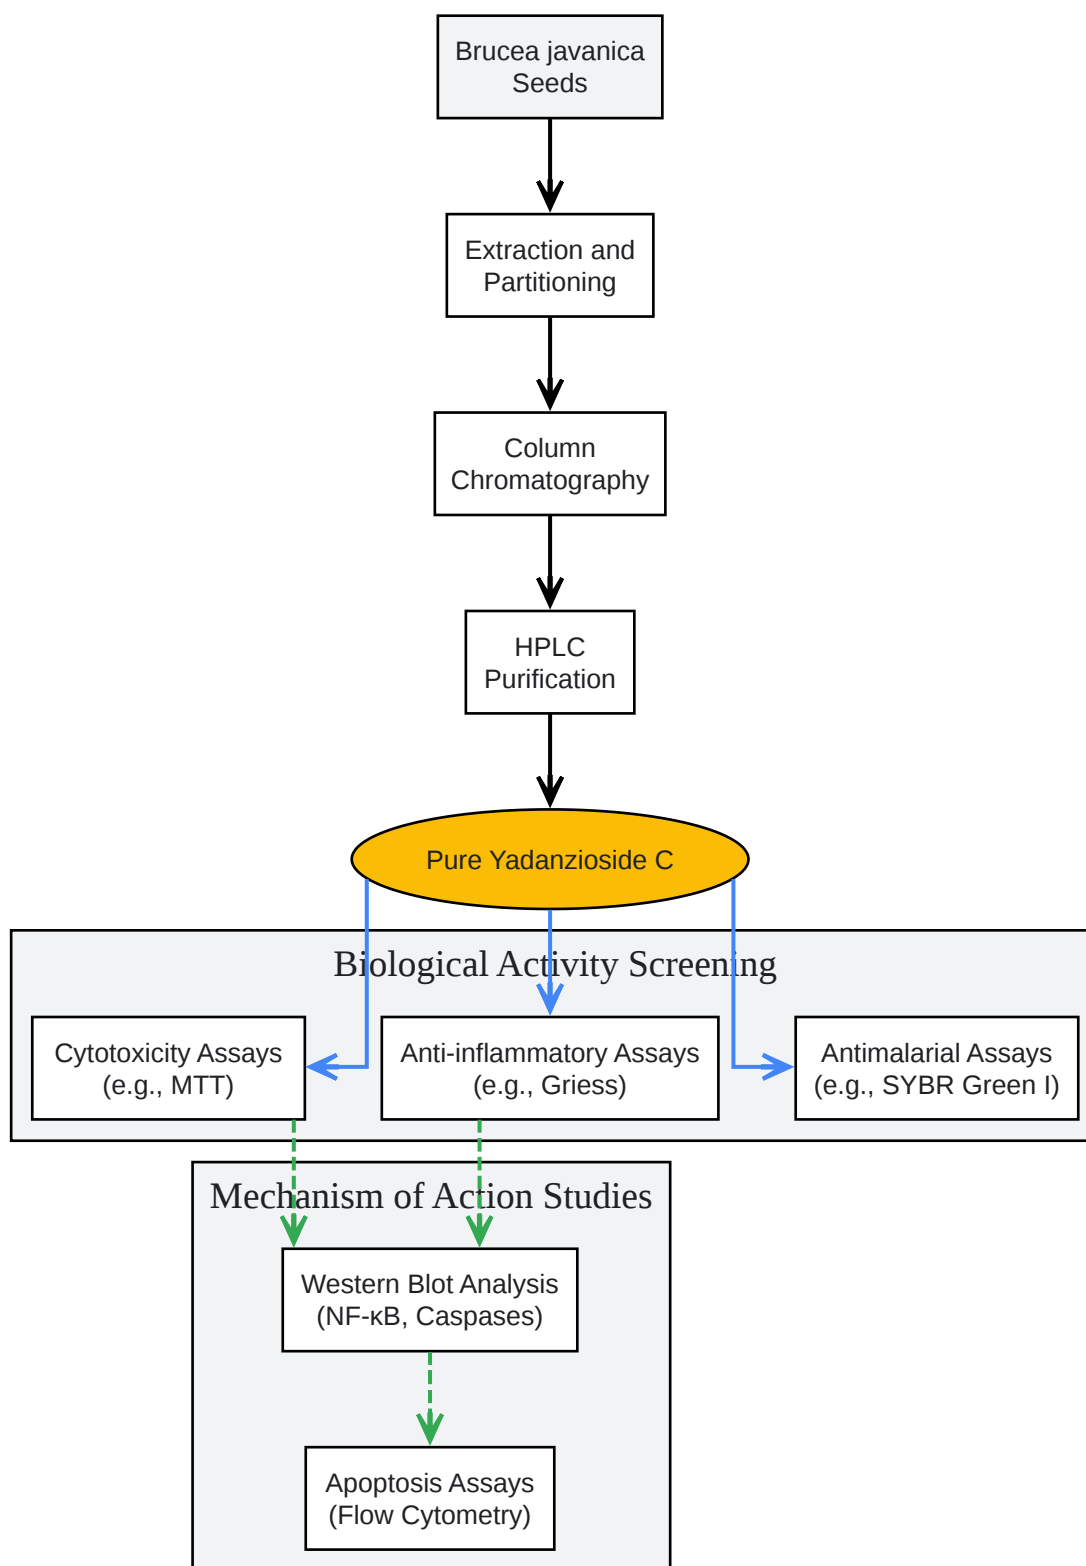 Brucea javanica
Seeds
Extraction and
Partitioning
Column
Chromatography
HPLC
Purification
Pure Yadanzioside C
Biological Activity Screening
Cytotoxicity Assays
(e.g., MTT)
Anti-inflammatory Assays
(e.g., Griess)
Antimalarial Assays
(e.g., SYBR Green I)
Mechanism of Action Studies
Western Blot Analysis
(NF-κB, Caspases)
Apoptosis Assays
(Flow Cytometry)